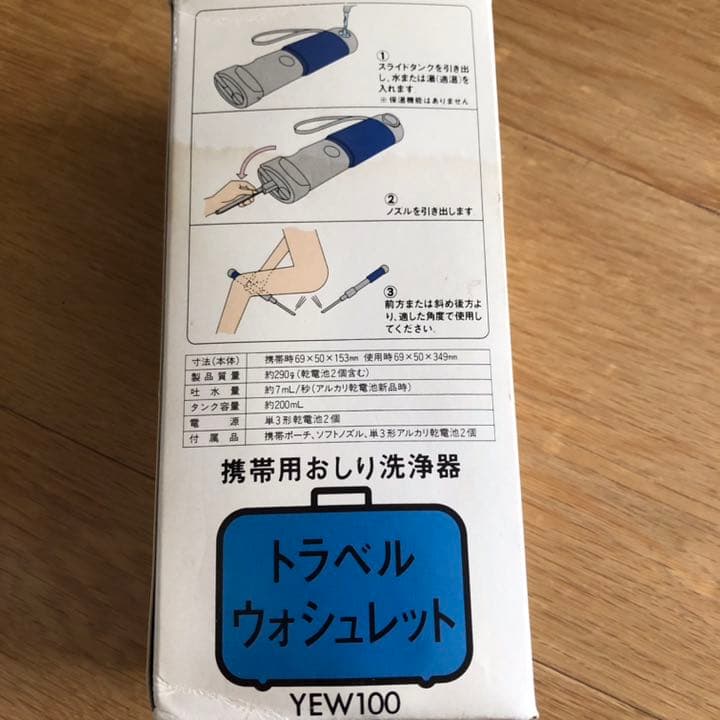 ①
スライドタンクを引き出
し、水または湯(適温)を
入れます
※保温機能はありません
②
ノズルを引き出します
③
前方または斜め後方よ
り、適した角度で使用し
てください。
寸法(本体) 携帯時69×50×153㎜ 使用時69×50×349㎜
製品質量 約290g(乾電池2個含む)
吐水量 約7mL/秒(アルカリ乾電池新品時)
タンク容量 約200mL
電源 単3形乾電池2個
付属品 携帯ポーチ、ソフトノズル、単3形アルカリ乾電池2個
携帯用おしり洗浄器
トラベル
ウォシュレット
YEW100